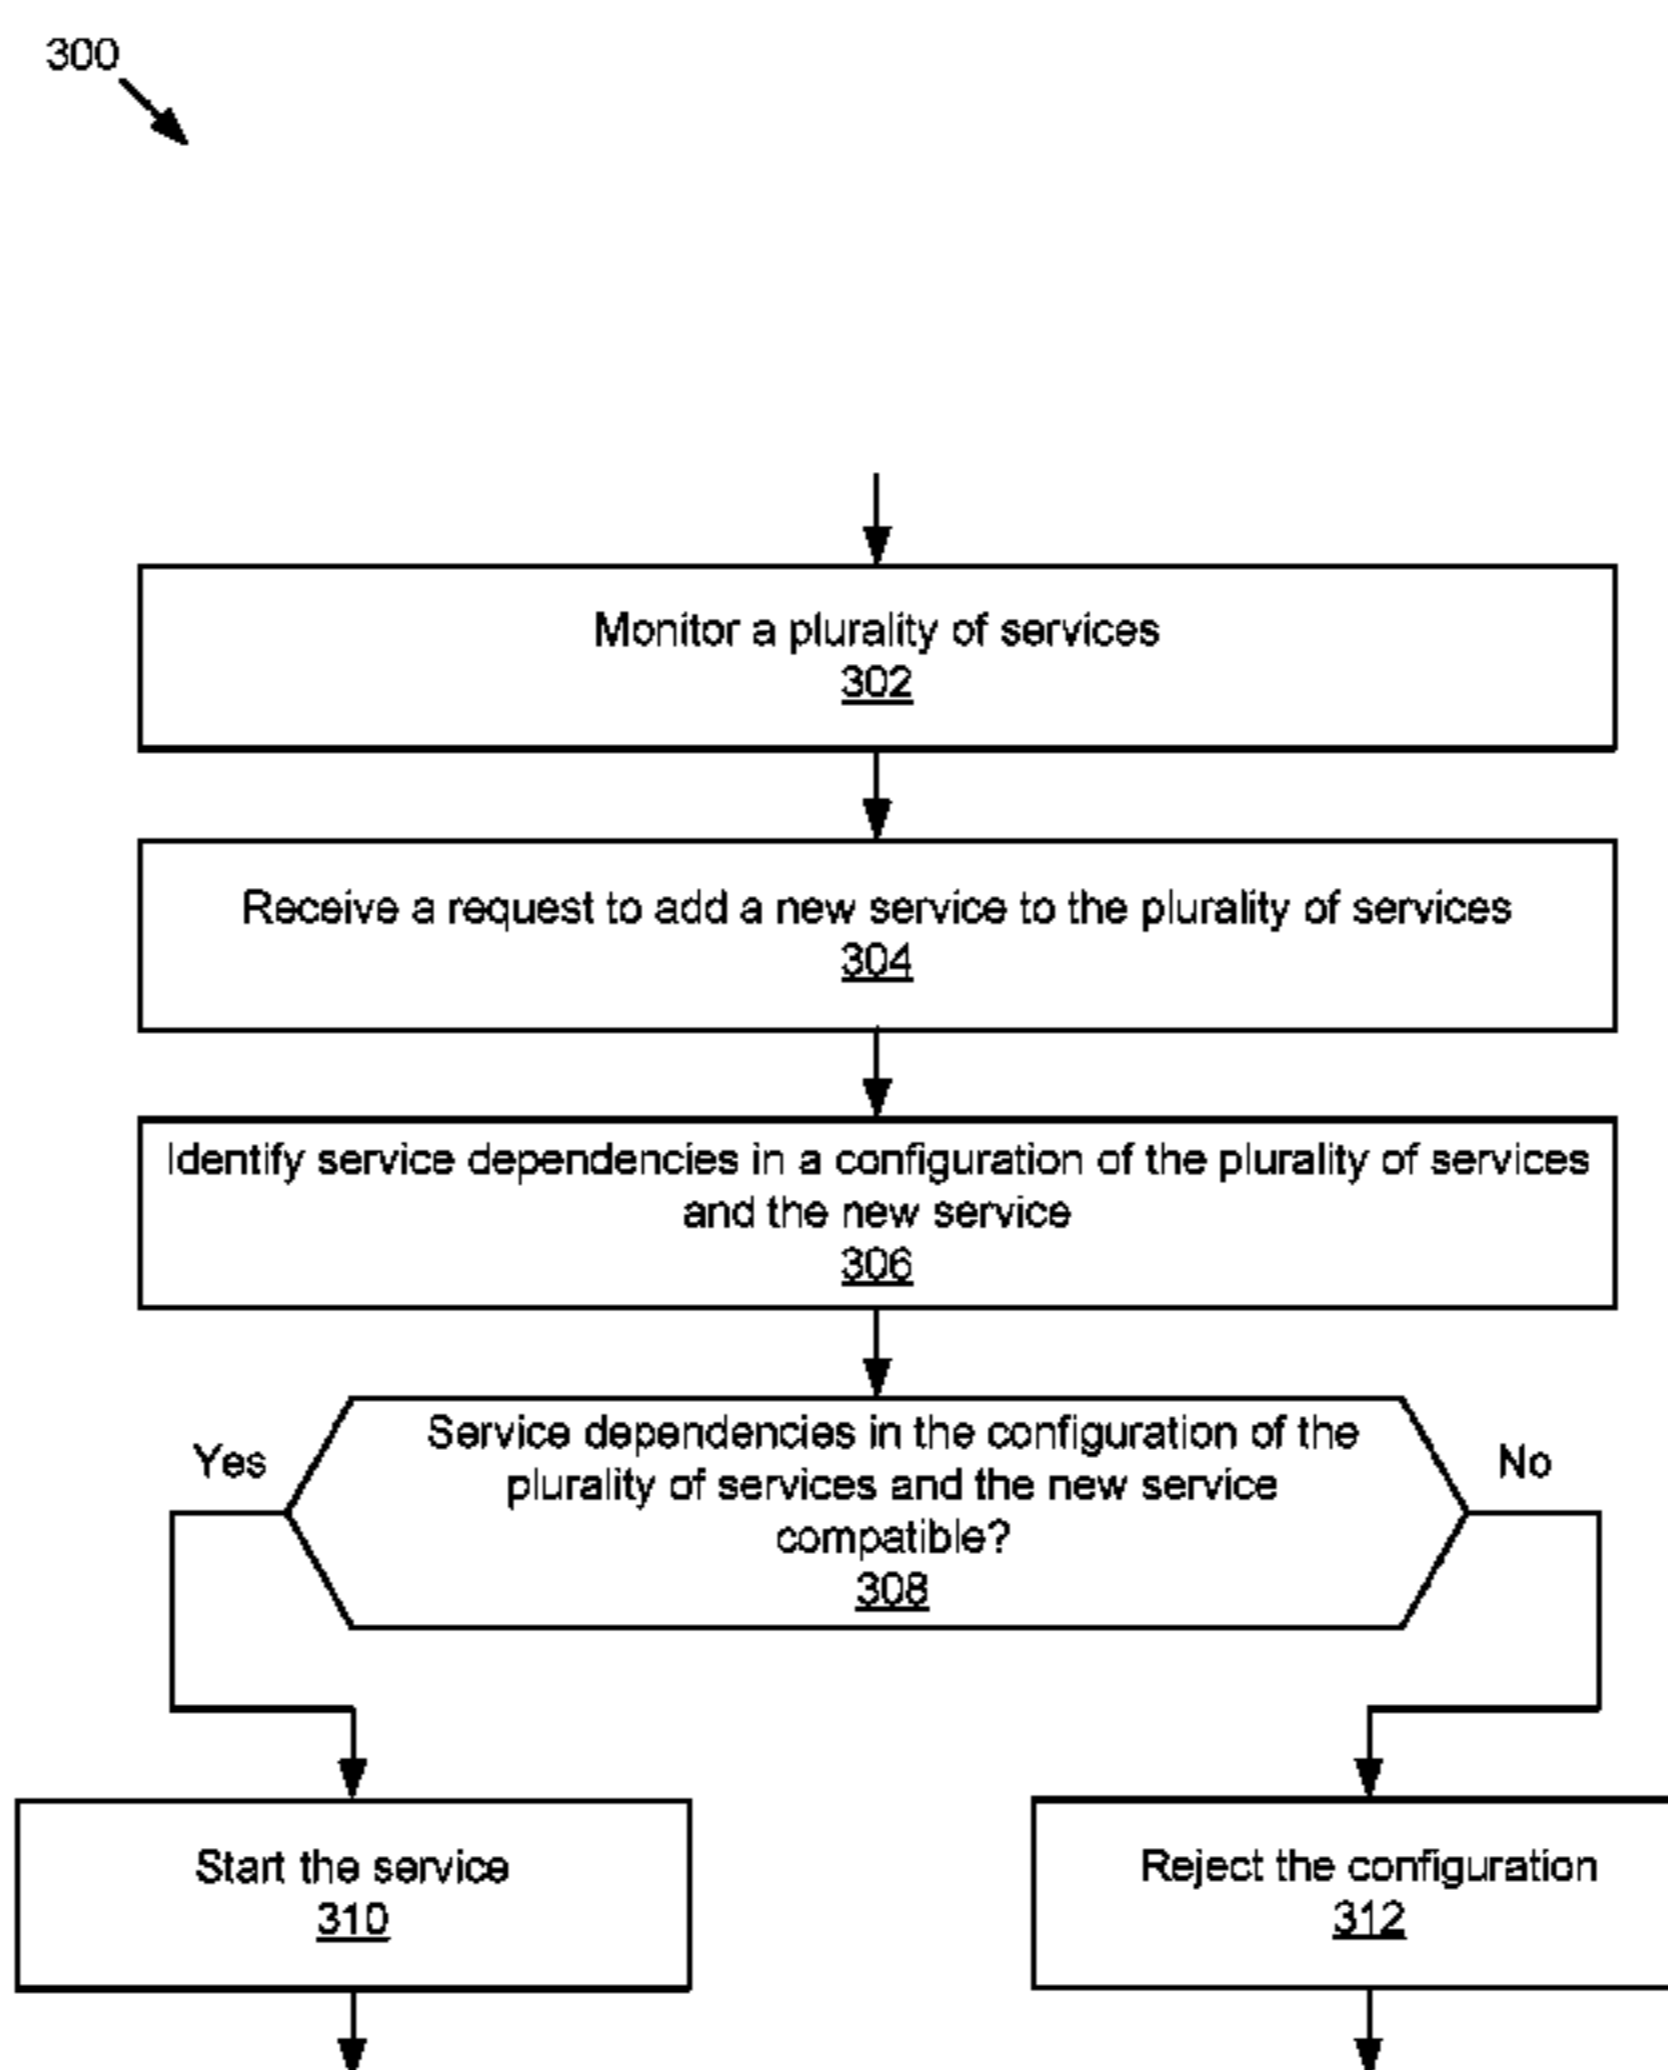 300
Monitor a plurality of services
302
Receive a request to add a new service to the plurality of services
304
Identify service dependencies in a configuration of the plurality of services
and the new service
306
Service dependencies in the configuration of the
plurality of services and the new service
compatible?
308
Yes
No
Start the service
310
Reject the configuration
312